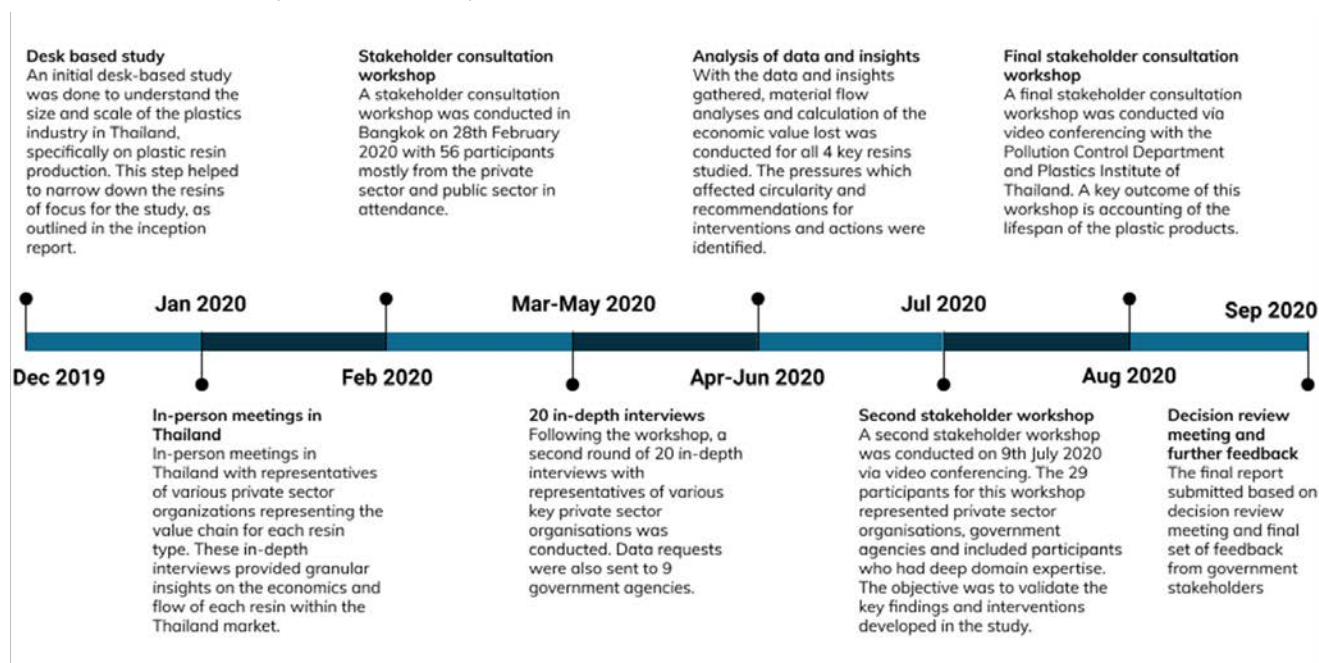 Desk based study
An initial desk-based study
was done to understand the
size and scale of the plastics
industry in Thailand,
specifically on plastic resin
production. This step helped
to narrow down the resins
of focus for the study, as
outlined in the inception
report.
Stakeholder consultation
workshop
A stakeholder consultation
workshop was conducted in
Bangkok on 28th February
2020 with 56 participants
mostly from the private
sector and public sector in
attendance.
Analysis of data and insights
With the data and insights
gathered, material flow
analyses and calculation of the
economic value lost was
conducted for all 4 key resins
studied. The pressures which
affected circularity and
recommendations for
interventions and actions were
identified.
Final stakeholder consultation
workshop
A final stakeholder consultation
workshop was conducted via
video conferencing with the
Pollution Control Department
and Plastics Institute of
Thailand. A key outcome of this
workshop is accounting of the
lifespan of the plastic products.
Jan 2020
Mar-May 2020
Jul 2020
Sep 2020
Dec 2019
Feb 2020
Apr-Jun 2020
Aug 2020
In-person meetings in
Thailand
In-person meetings in
Thailand with representatives
of various private sector
organizations representing the
value chain for each resin
type. These in-depth
interviews provided granular
insights on the economics and
flow of each resin within the
Thailand market.
20 in-depth interviews
Following the workshop, a
second round of 20 in-depth
interviews with
representatives of various
key private sector
organisations was
conducted. Data requests
were also sent to 9
government agencies.
Second stakeholder workshop
A second stakeholder workshop
was conducted on 9th July 2020
via video conferencing. The 29
participants for this workshop
represented private sector
organisations, government
agencies and included participants
who had deep domain expertise.
The objective was to validate the
key findings and interventions
developed in the study.
Decision review
meeting and
further feedback
The final report
submitted based on
decision review
meeting and final
set of feedback
from government
stakeholders